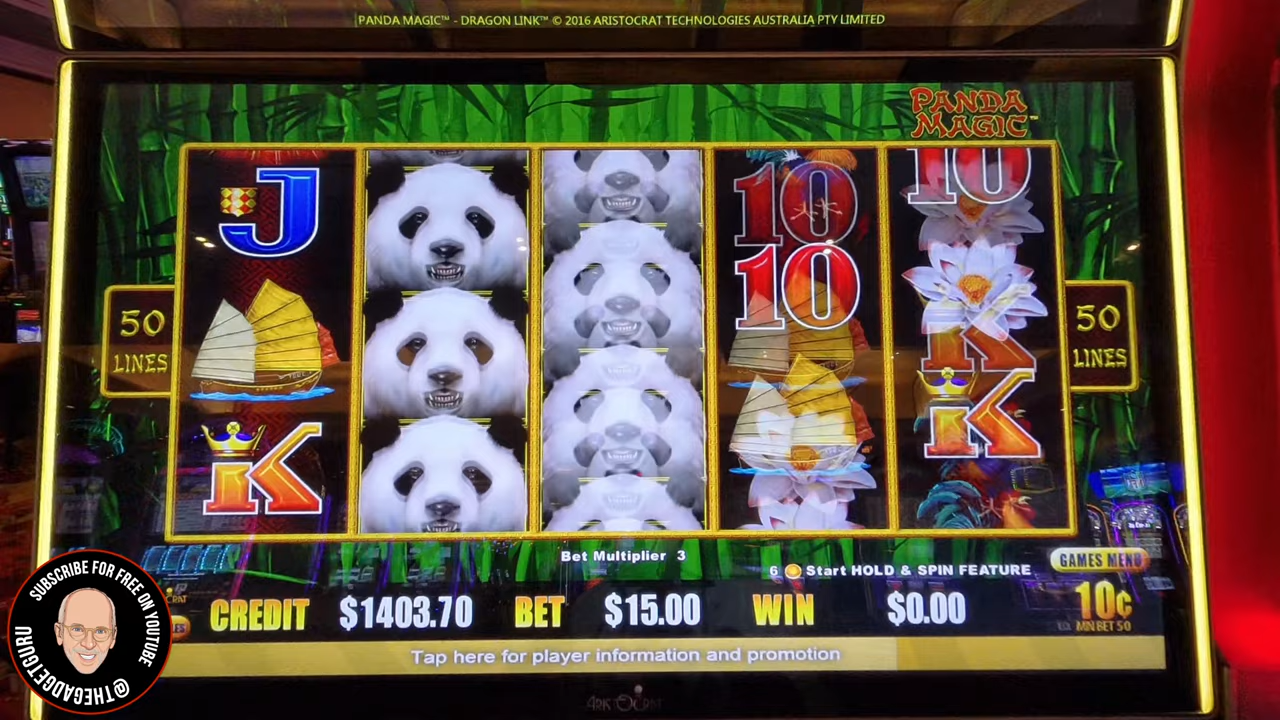 PANDA MAGIC™ - DRAGON LINK™ © 2016 ARISTOCRAT TECHNOLOGIES AUSTRALIA PTY LIMITED
PANDA
MAGIC™
J
10
10
10
50
LINES
50
LINES
K
K
K
Bet Multiplier 3
6 Start HOLD & SPIN FEATURE
GAMES MENU
CREDIT $1403.70 BET $15.00 WIN $0.00
10¢
MIN BET 50
Tap here for player information and promotion
ARISTOCRAT
SUBSCRIBE FOR FREE ON YOUTUBE
@THEGADGETGURU